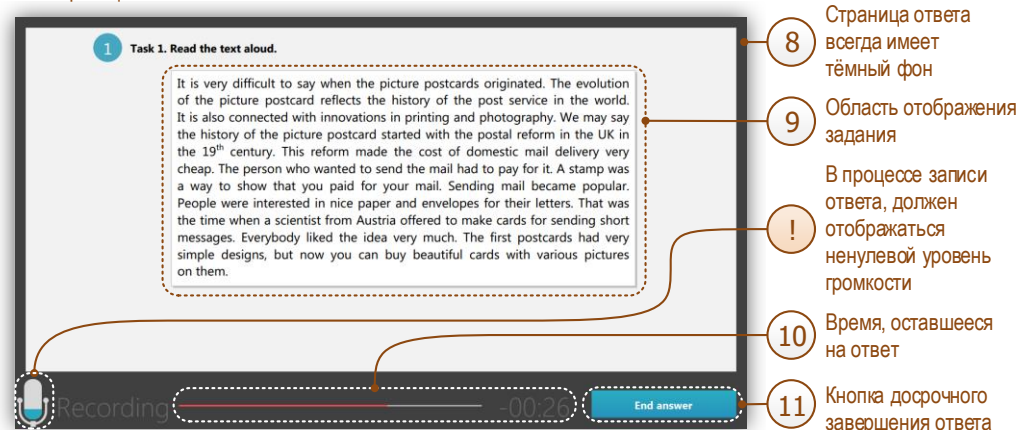 1 Task 1. Read the text aloud.
It is very difficult to say when the picture postcards originated. The evolution
of the picture postcard reflects the history of the post service in the world.
It is also connected with innovations in printing and photography. We may say
the history of the picture postcard started with the postal reform in the UK in
the 19th century. This reform made the cost of domestic mail delivery very
cheap. The person who wanted to send the mail had to pay for it. A stamp was
a way to show that you paid for your mail. Sending mail became popular.
People were interested in nice paper and envelopes for their letters. That was
the time when a scientist from Austria offered to make cards for sending short
messages. Everybody liked the idea very much. The first postcards had very
simple designs, but now you can buy beautiful cards with various pictures
on them.
Recording
-00:26
End answer
8
Страница ответа
всегда имеет
тёмный фон
9
Область отображения
задания
!
В процессе записи
ответа, должен
отображаться
ненулевой уровень
громкости
10
Время, оставшееся
на ответ
11
Кнопка досрочного
завершения ответа